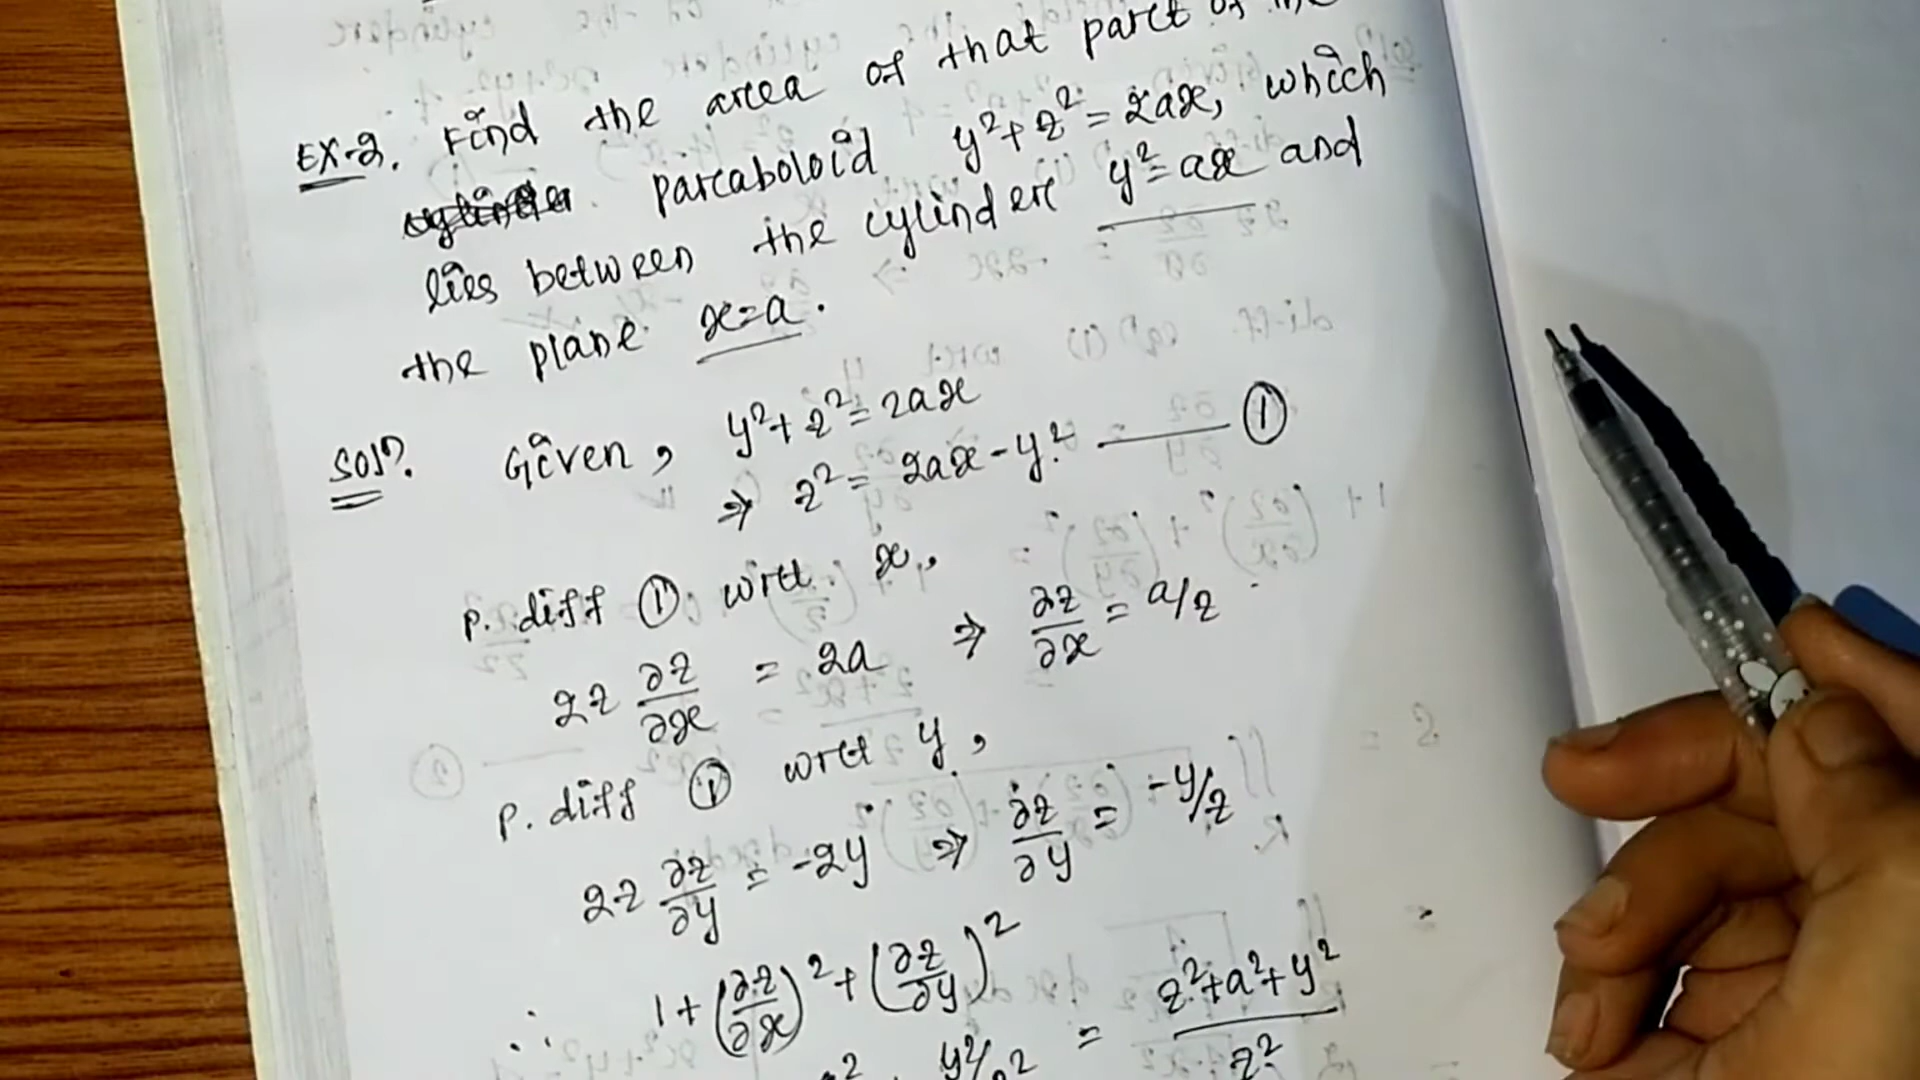 Ex-2. Find the area of that part of the
paraboloid y²+z²=2ax, which
lies between the cylinder y²=ax and
the plane x=a.
Solⁿ. Given, y²+z²=2ax
⇒ z²=2ax-y². ——— ①
p. diff ① wrt. x,
2z ∂z/∂x = 2a ⇒ ∂z/∂x = a/z
p. diff ① wrt y,
2z ∂z/∂y = -2y ⇒ ∂z/∂y = -y/z
∴ 1+(∂z/∂x)²+(∂z/∂y)²
= z²+a²+y²/z²